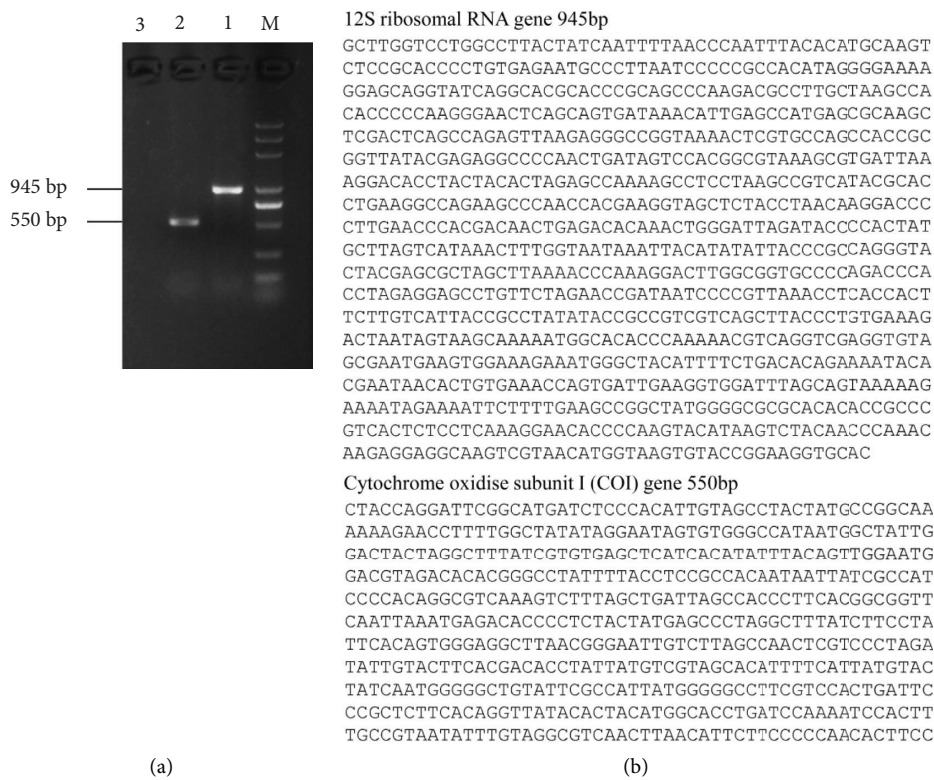 3 2 1 M
945 bp
550 bp
(a)
12S ribosomal RNA gene 945bp
GCTTGGTCCTGGCCTTACTATCAATTTTAACCCAATTTACACATGCAAGT
CTCCGCACCCCTGTGAGAATGCCCTTAATCCCCCGCCACATAGGGGAAAA
GGAGCAGGTATCAGGCACGCACCCGCAGCCCAAGACGCCTTGCTAAGCCA
CACCCCCAAGGGAACTCAGCAGTGATAAACATTGAGCCATGAGCGCAAGC
TCGACTCAGCCAGAGTTAAGAGGGCCGGTAAAACTCGTGCCAGCCACCGC
GGTTATACGAGAGGCCCCAACTGATAGTCCACGGCGTAAAGCGTGATTAA
AGGACACCTACTACACTAGAGCCAAAAGCCTCCTAAGCCGTCATACGCAC
CTGAAGGCCAGAAGCCCAACCACGAAGGTAGCTCTACCTAACAAGGACCC
CTTGAACCCACGACAACTGAGACACAAACTGGGATTAGATACCCCACTAT
GCTTAGTCATAAACTTTGGTAATAAATTACATATATTACCCGCCAGGGTA
CTACGAGCGCTAGCTTAAAACCCAAAGGACTTGGCGGTGCCCCAGACCCA
CCTAGAGGAGCCTGTTCTAGAACCGATAATCCCCGTTAAACCTCACCACT
TCTTGTCATTACCGCCTATATACCGCCGTCGTCAGCTTACCCTGTGAAAG
ACTAATAGTAAGCAAAAATGGCACACCCAAAAACGTCAGGTCGAGGTGTA
GCGAATGAAGTGGAAAGAAATGGGCTACATTTTCTGACACAGAAAATACA
CGAATAACACTGTGAAACCAGTGATTGAAGGTGGATTTAGCAGTAAAAAG
AAAATAGAAAATTCTTTTGAAGCCGGCTATGGGGCGCGCACACACCGCCC
GTCACTCTCCTCAAAGGAACACCCCAAGTACATAAGTCTACAACCCAAAC
AAGAGGAGGCAAGTCGTAACATGGTAAGTGTACCGGAAGGTGCAC
Cytochrome oxidise subunit I (COI) gene 550bp
CTACCAGGATTCGGCATGATCTCCCACATTGTAGCCTACTATGCCGGCAA
AAAAGAACCTTTTGGCTATATAGGAATAGTGTGGGCCATAATGGCTATTG
GACTACTAGGCTTTATCGTGTGAGCTCATCACATATTTACAGTTGGAATG
GACGTAGACACACGGGCCTATTTTACCTCCGCCACAATAATTATCGCCAT
CCCCACAGGCGTCAAAGTCTTTAGCTGATTAGCCACCCTTCACGGCGGTT
CAATTAAATGAGACACCCCTCTACTATGAGCCCTAGGCTTTATCTTCCTA
TTCACAGTGGGAGGCTTAACGGGAATTGTCTTAGCCAACTCGTCCCTAGA
TATTGTACTTCACGACACCTATTATGTCGTAGCACATTTTCATTATGTAC
TATCAATGGGGGCTGTATTCGCCATTATGGGGGCCTTCGTCCACTGATTC
CCGCTCTTCACAGGTTATACACTACATGGCACCTGATCCAAAATCCACTT
TGCCGTAATATTTGTAGGCGTCAACTTAACATTCTTCCCCCAACACTTCC
(b)